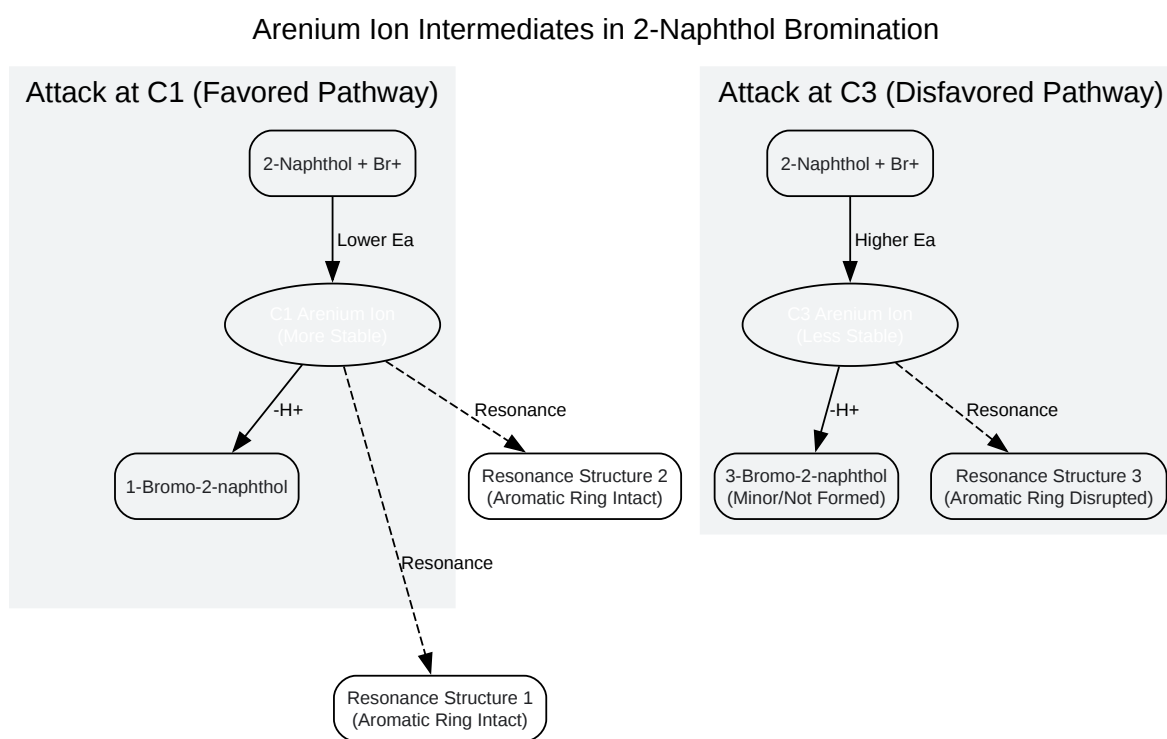 Arenium Ion Intermediates in 2-Naphthol Bromination
Attack at C1 (Favored Pathway)
2-Naphthol + Br+
Lower Ea
C1 Arenium Ion
(More Stable)
-H+
Resonance
Resonance
1-Bromo-2-naphthol
Resonance Structure 2
(Aromatic Ring Intact)
Resonance Structure 1
(Aromatic Ring Intact)
Attack at C3 (Disfavored Pathway)
2-Naphthol + Br+
Higher Ea
C3 Arenium Ion
(Less Stable)
-H+
Resonance
3-Bromo-2-naphthol
(Minor/Not Formed)
Resonance Structure 3
(Aromatic Ring Disrupted)